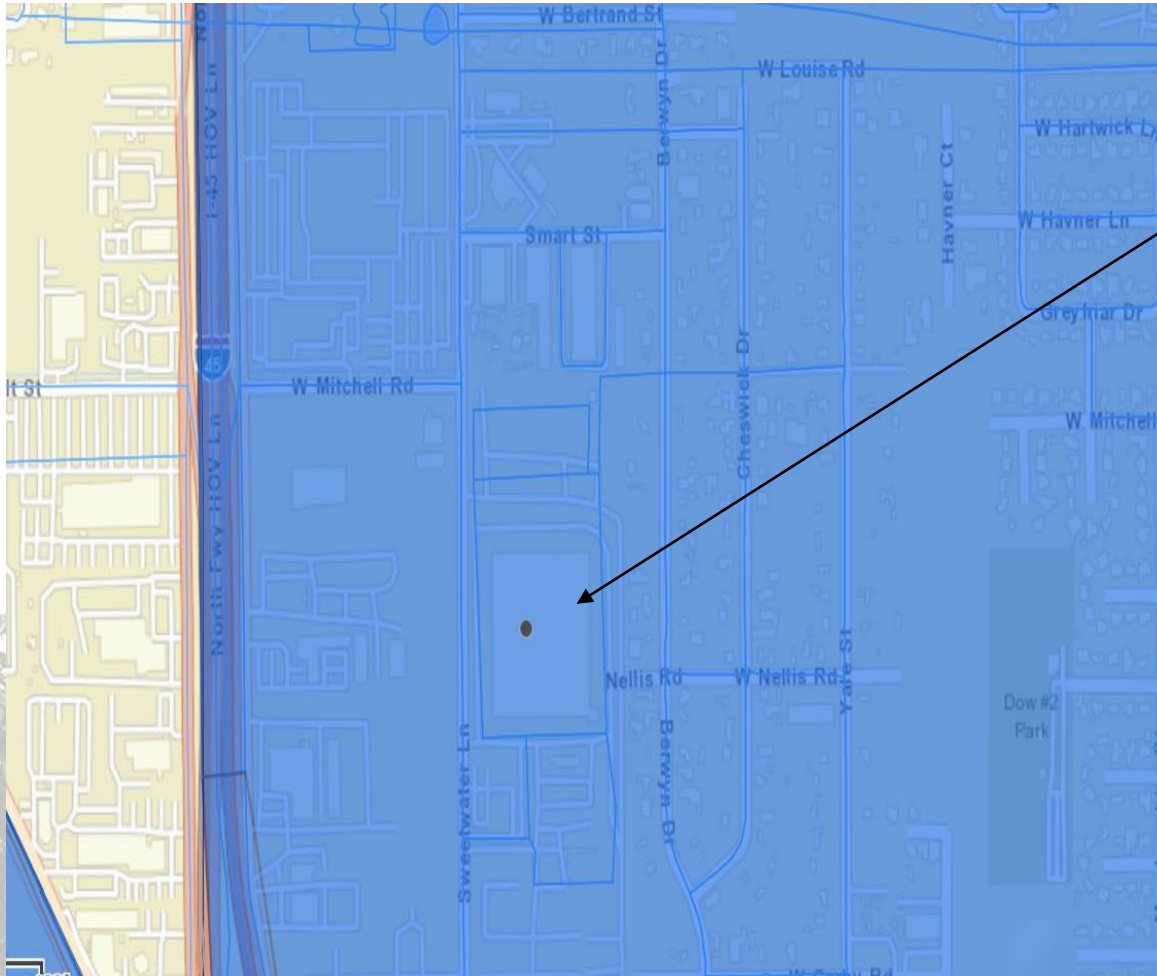 W Bertrand St
W Louise Rd
Berwyn Dr
I-45 HOV Ln
W Hartwick
Havner Ct
W Havner Ln
Smart St
Greyfriar Dr
45
lt St
W Mitchell Rd
Cheswick Dr
W Mitchell
North Fwy HOV Ln
Nellis Rd
W Nellis Rd
Yale St
Dow #2
Park
Sweetwater Ln
Berwyn Dr